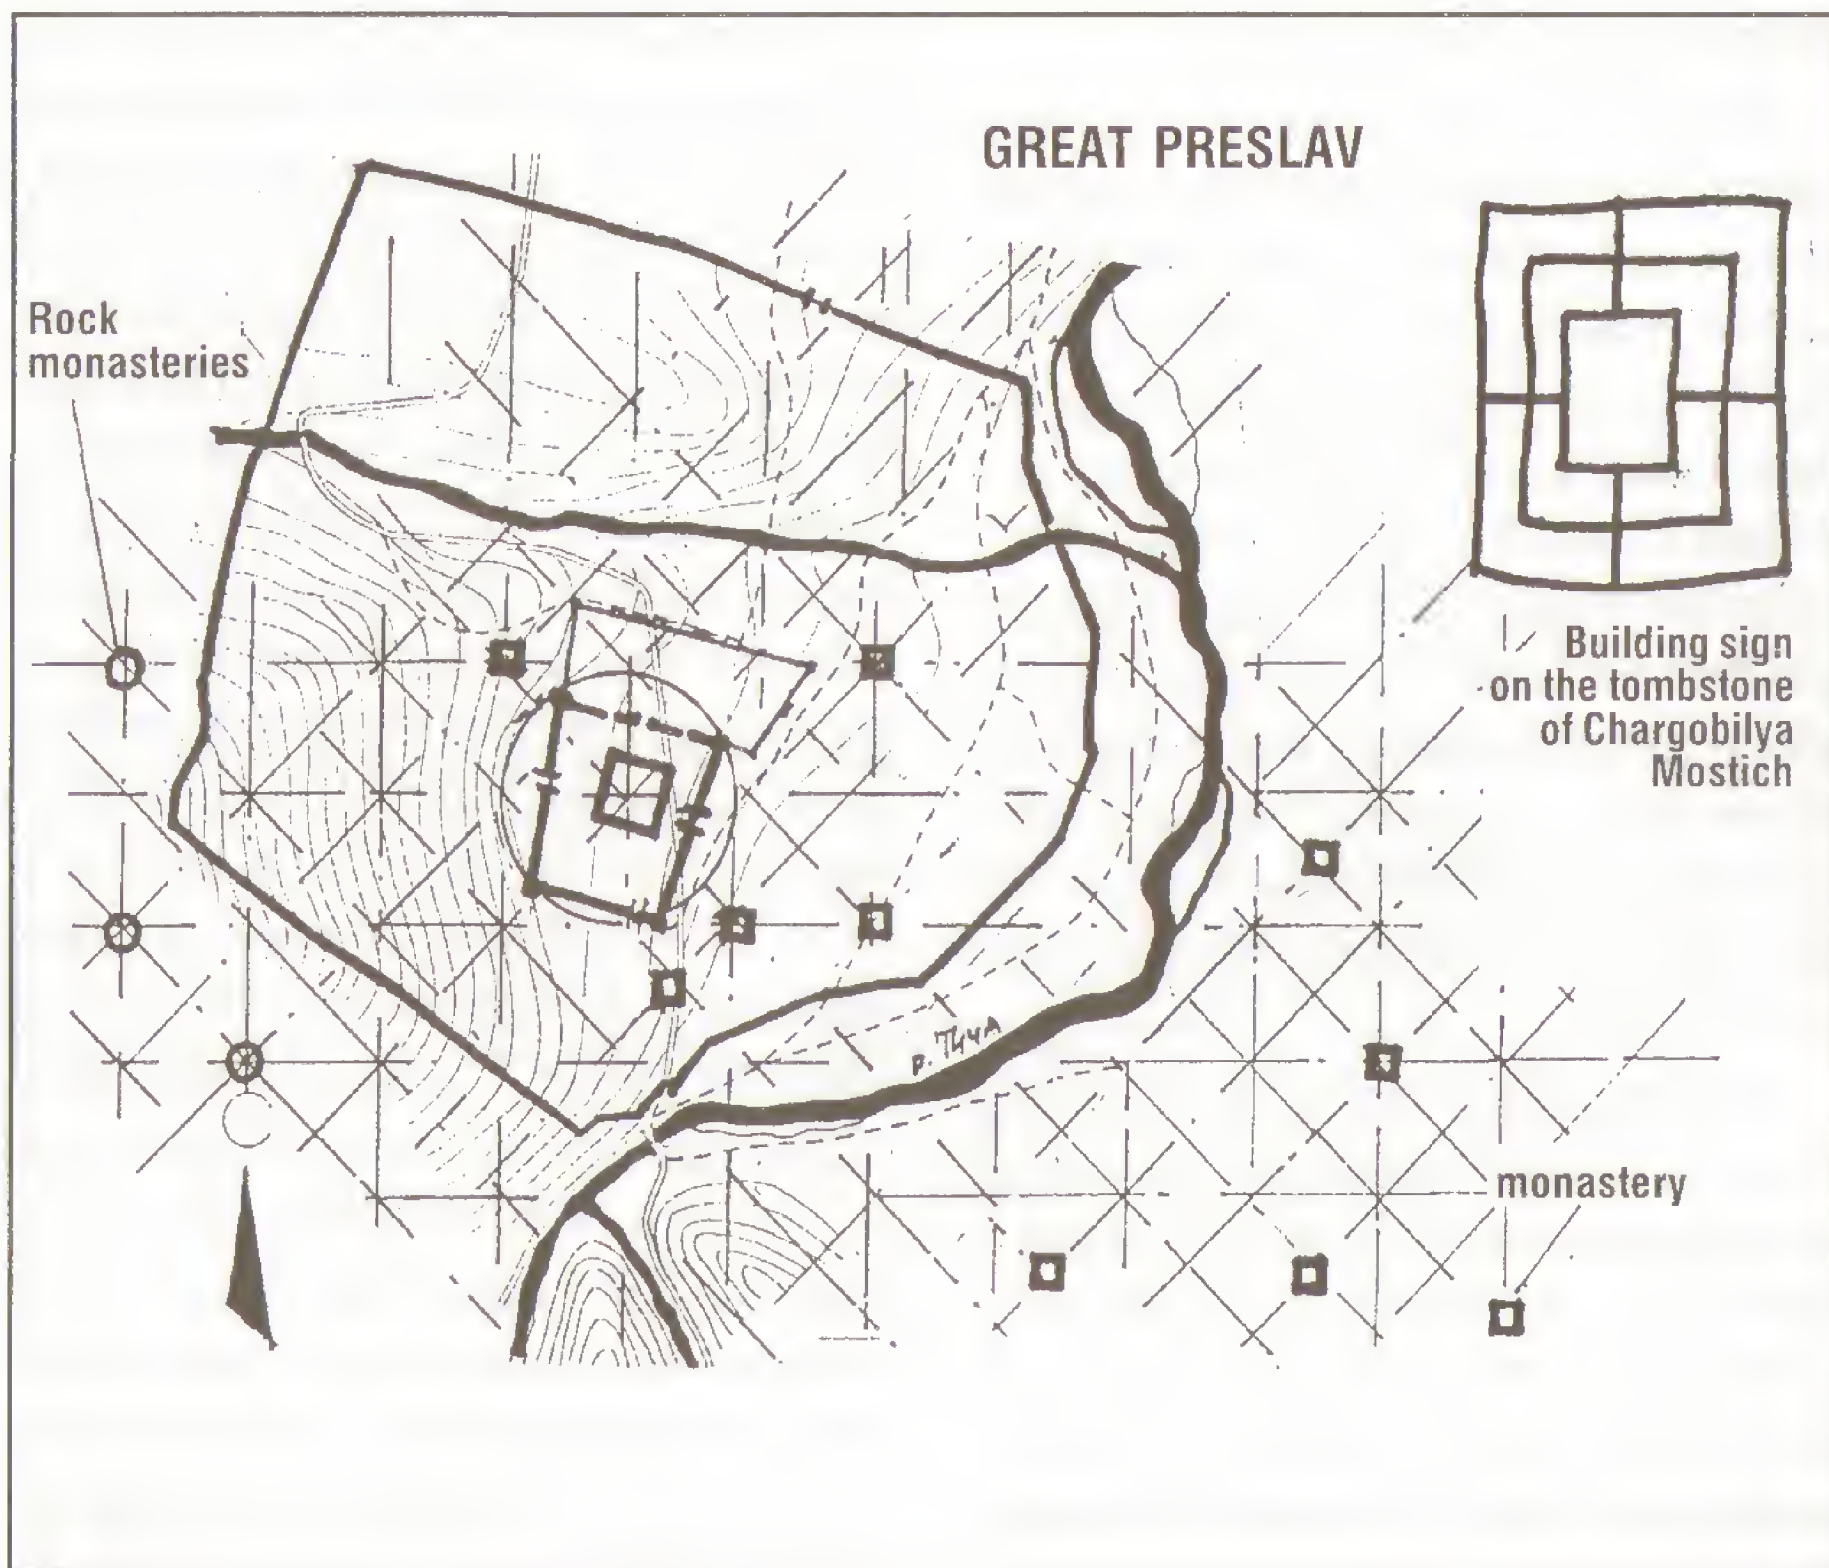 GREAT PRESLAV
Rock
monasteries
Building sign
on the tombstone
of Chargobilya
Mostich
р. ТИЧА
С
monastery